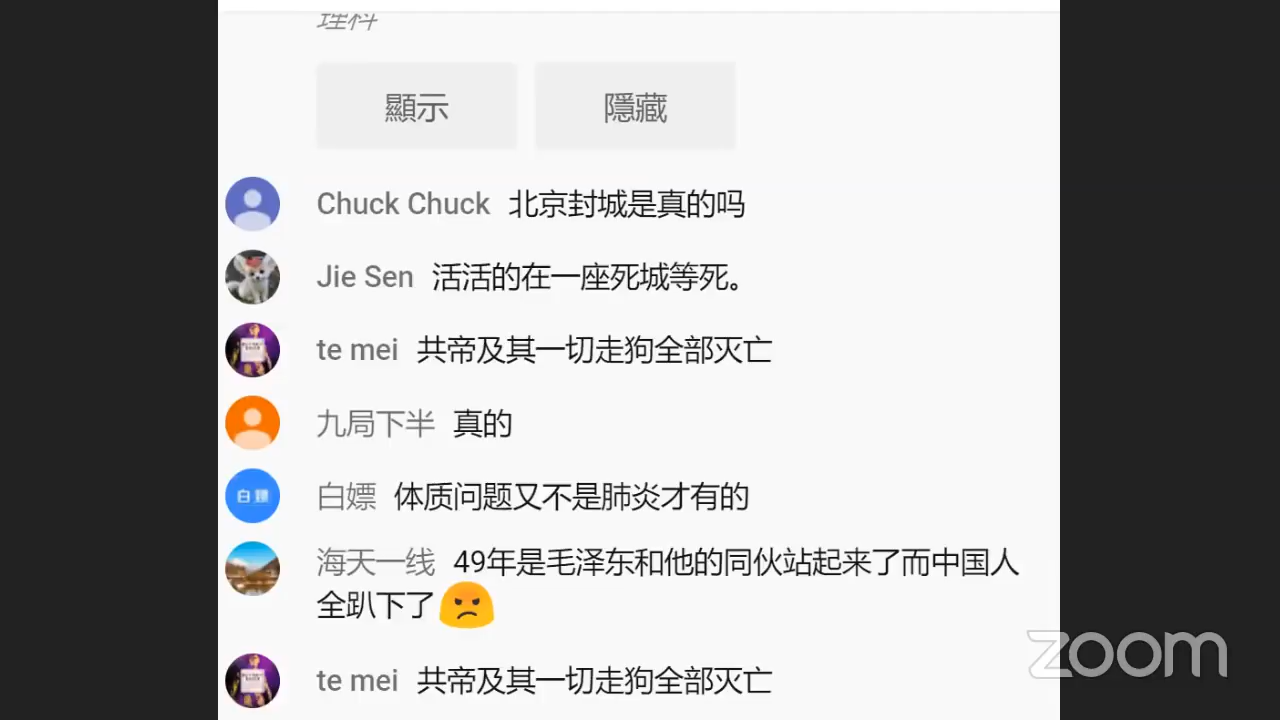 理科
顯示
隱藏
Chuck Chuck 北京封城是真的吗
Jie Sen 活活的在一座死城等死。
te mei 共帝及其一切走狗全部灭亡
九局下半 真的
白嫖
白嫖 体质问题又不是肺炎才有的
海天一线 49年是毛泽东和他的同伙站起来了而中国人
全趴下了
te mei 共帝及其一切走狗全部灭亡
zoom